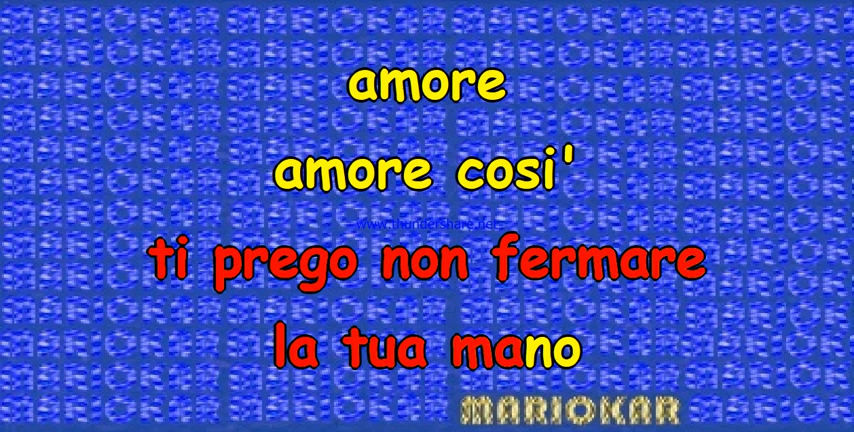 amore
amore cosi'
www.thundershare.net
ti prego non fermare
la tua mano
MARIOKAR